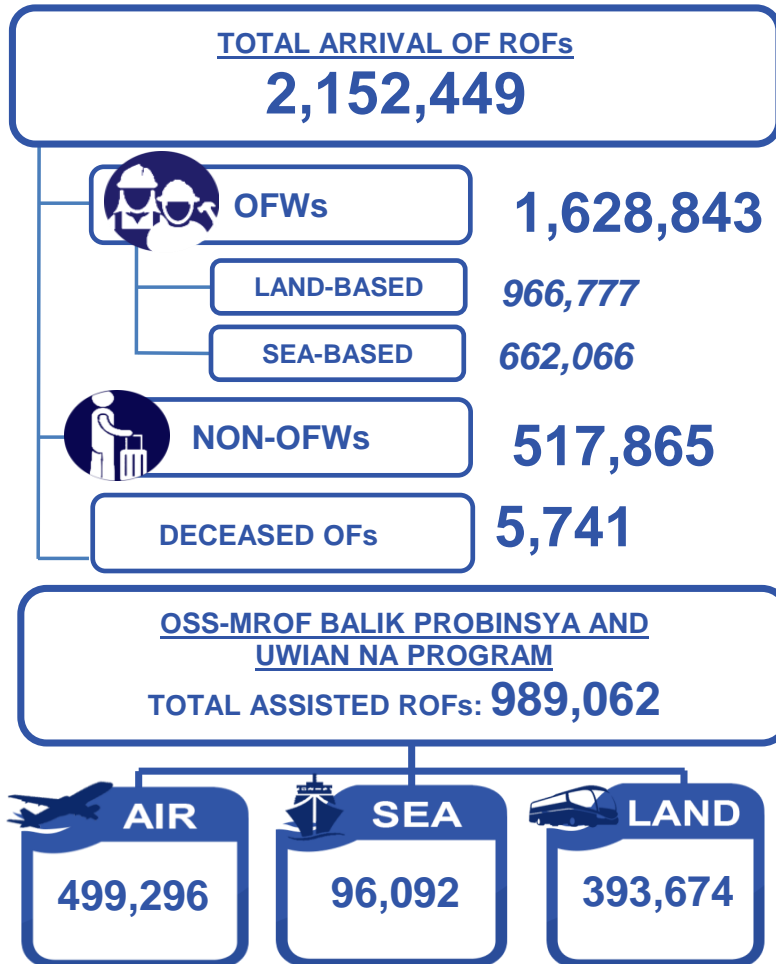 TOTAL ARRIVAL OF ROFs
2,152,449
OFWs 1,628,843
LAND-BASED 966,777
SEA-BASED 662,066
NON-OFWs 517,865
DECEASED OFs 5,741
OSS-MROF BALIK PROBINSYA AND
UWIAN NA PROGRAM
TOTAL ASSISTED ROFs: 989,062
AIR SEA LAND
499,296 96,092 393,674